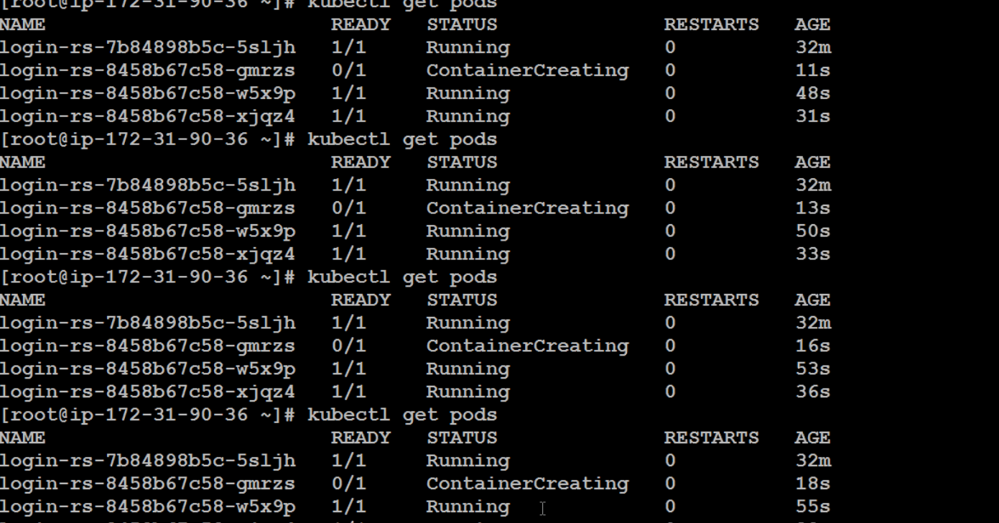 [root@ip-172-31-90-36 ~]# kubectl get pods
NAME READY STATUS RESTARTS AGE
login-rs-7b84898b5c-5sljh 1/1 Running 0 32m
login-rs-8458b67c58-gmrzs 0/1 ContainerCreating 0 11s
login-rs-8458b67c58-w5x9p 1/1 Running 0 48s
login-rs-8458b67c58-xjqz4 1/1 Running 0 31s
[root@ip-172-31-90-36 ~]# kubectl get pods
NAME READY STATUS RESTARTS AGE
login-rs-7b84898b5c-5sljh 1/1 Running 0 32m
login-rs-8458b67c58-gmrzs 0/1 ContainerCreating 0 13s
login-rs-8458b67c58-w5x9p 1/1 Running 0 50s
login-rs-8458b67c58-xjqz4 1/1 Running 0 33s
[root@ip-172-31-90-36 ~]# kubectl get pods
NAME READY STATUS RESTARTS AGE
login-rs-7b84898b5c-5sljh 1/1 Running 0 32m
login-rs-8458b67c58-gmrzs 0/1 ContainerCreating 0 16s
login-rs-8458b67c58-w5x9p 1/1 Running 0 53s
login-rs-8458b67c58-xjqz4 1/1 Running 0 36s
[root@ip-172-31-90-36 ~]# kubectl get pods
NAME READY STATUS RESTARTS AGE
login-rs-7b84898b5c-5sljh 1/1 Running 0 32m
login-rs-8458b67c58-gmrzs 0/1 ContainerCreating 0 18s
login-rs-8458b67c58-w5x9p 1/1 Running 0 55s